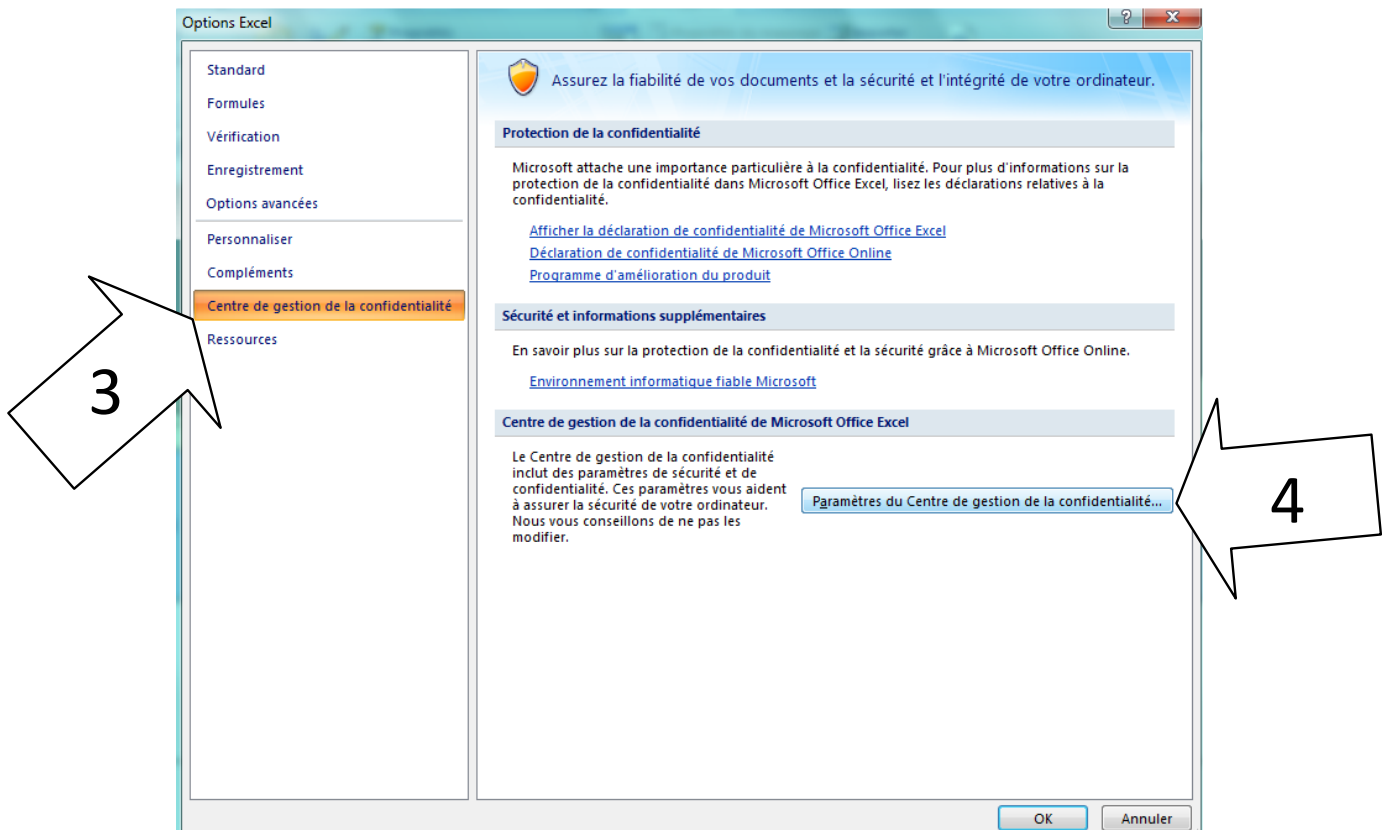 Options Excel
Standard
Formules
Vérification
Enregistrement
Options avancées
Personnaliser
Compléments
Centre de gestion de la confidentialité
Ressources
3
Assurez la fiabilité de vos documents et la sécurité et l'intégrité de votre ordinateur.
Protection de la confidentialité
Microsoft attache une importance particulière à la confidentialité. Pour plus d'informations sur la
protection de la confidentialité dans Microsoft Office Excel, lisez les déclarations relatives à la
confidentialité.
Afficher la déclaration de confidentialité de Microsoft Office Excel
Déclaration de confidentialité de Microsoft Office Online
Programme d'amélioration du produit
Sécurité et informations supplémentaires
En savoir plus sur la protection de la confidentialité et la sécurité grâce à Microsoft Office Online.
Environnement informatique fiable Microsoft
Centre de gestion de la confidentialité de Microsoft Office Excel
Le Centre de gestion de la confidentialité
inclut des paramètres de sécurité et de
confidentialité. Ces paramètres vous aident
à assurer la sécurité de votre ordinateur.
Nous vous conseillons de ne pas les
modifier.
Paramètres du Centre de gestion de la confidentialité...
4
OK
Annuler